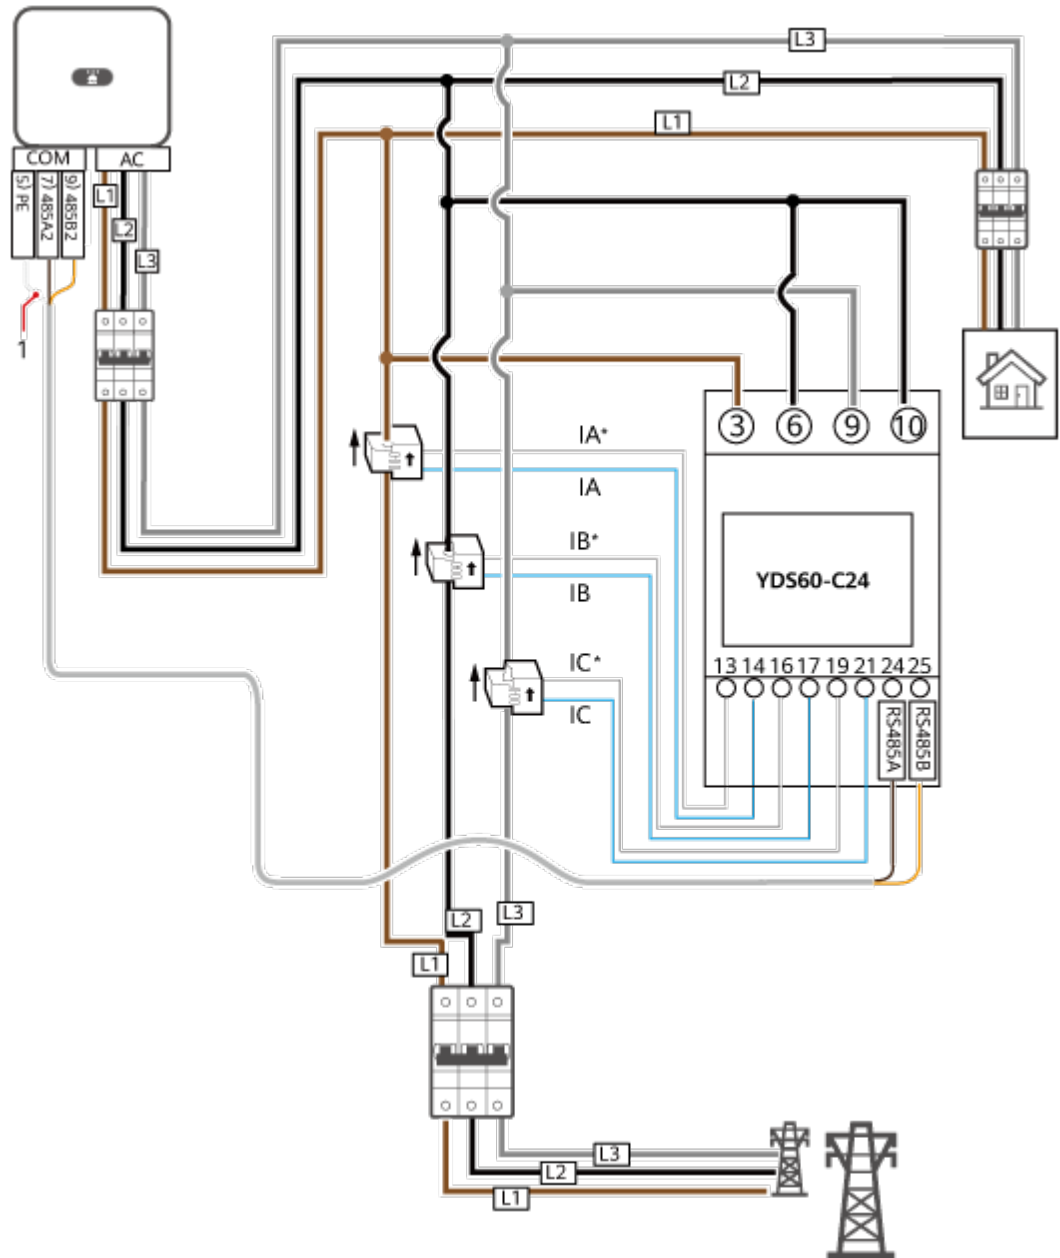 L3
L2
L1
COM
AC
5) PE
7) 485A2
9) 485B2
L1
L2
L3
1
3
6
9
10
IA*
IA
IB*
IB
YDS60-C24
IC*
IC
13 14 16 17 19 21 24 25
RS485A
RS485B
L3
L2
L1
L3
L2
L1